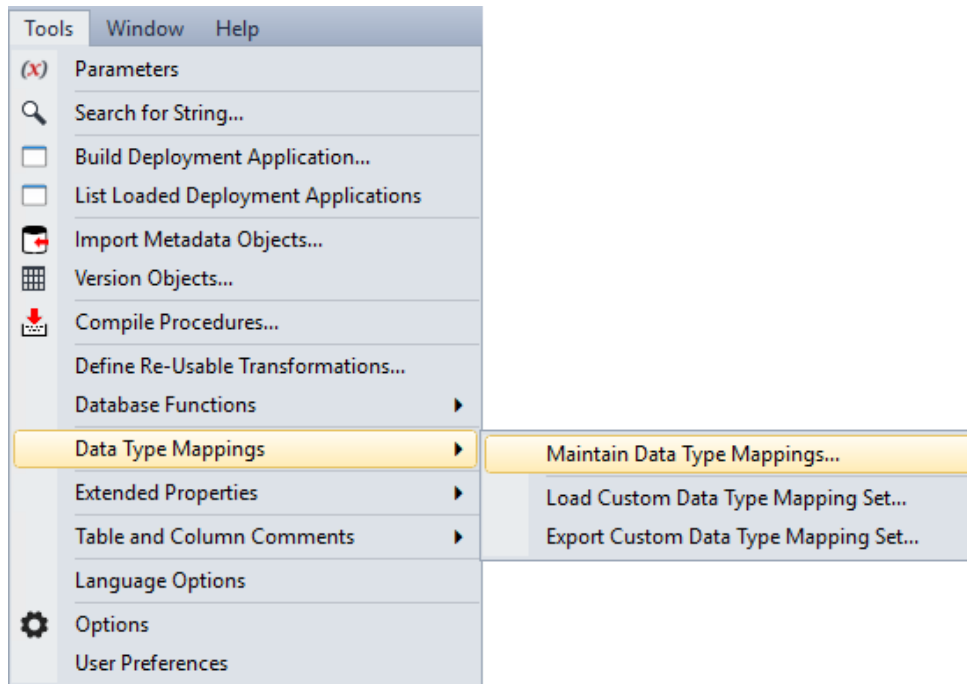 Tools Window Help
(x) Parameters
Search for String...
Build Deployment Application...
List Loaded Deployment Applications
Import Metadata Objects...
Version Objects...
Compile Procedures...
Define Re-Usable Transformations...
Database Functions
Data Type Mappings
Maintain Data Type Mappings...
Extended Properties
Load Custom Data Type Mapping Set...
Table and Column Comments
Export Custom Data Type Mapping Set...
Language Options
Options
User Preferences